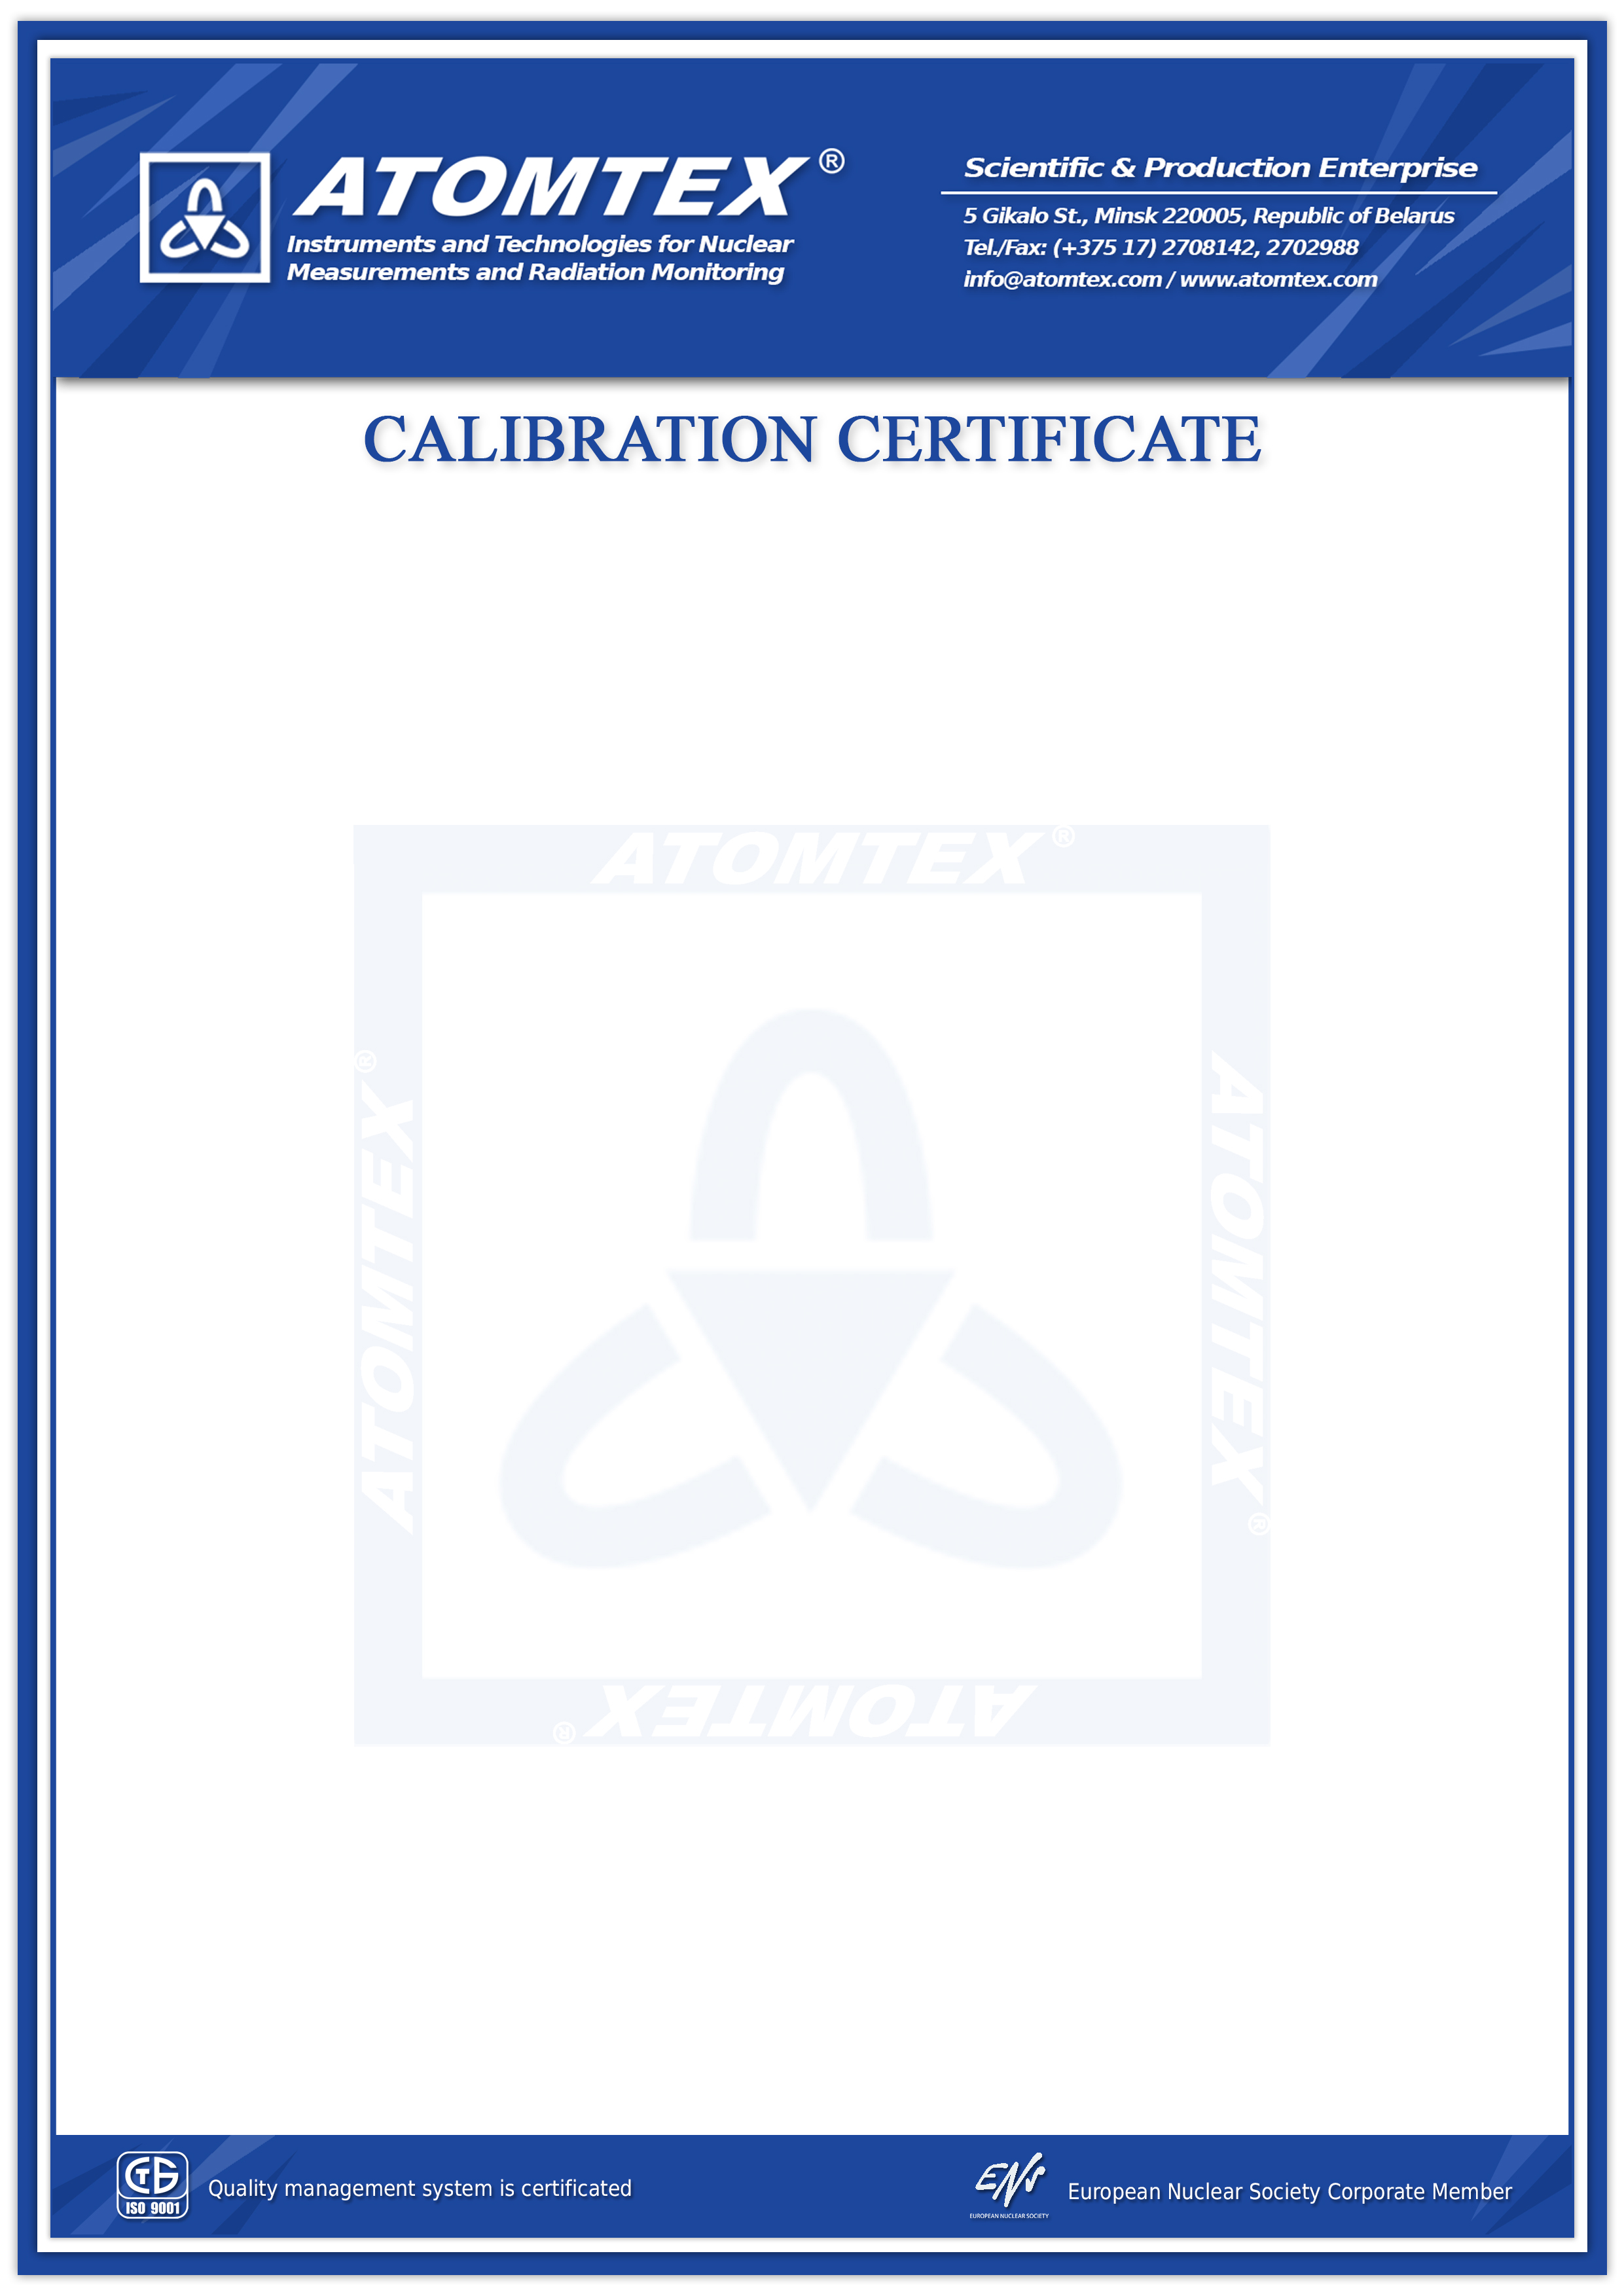 ATOMTEX®
Instruments and Technologies for Nuclear
Measurements and Radiation Monitoring
Scientific & Production Enterprise
5 Gikalo St., Minsk 220005, Republic of Belarus
Tel./Fax: (+375 17) 2708142, 2702988
info@atomtex.com / www.atomtex.com
CALIBRATION CERTIFICATE
ATOMTEX®
ATOMTEX®
ATOMTEX®
ATOMTEX®
СТБ
ISO 9001
Quality management system is certificated
ENS
EUROPEAN NUCLEAR SOCIETY
European Nuclear Society Corporate Member